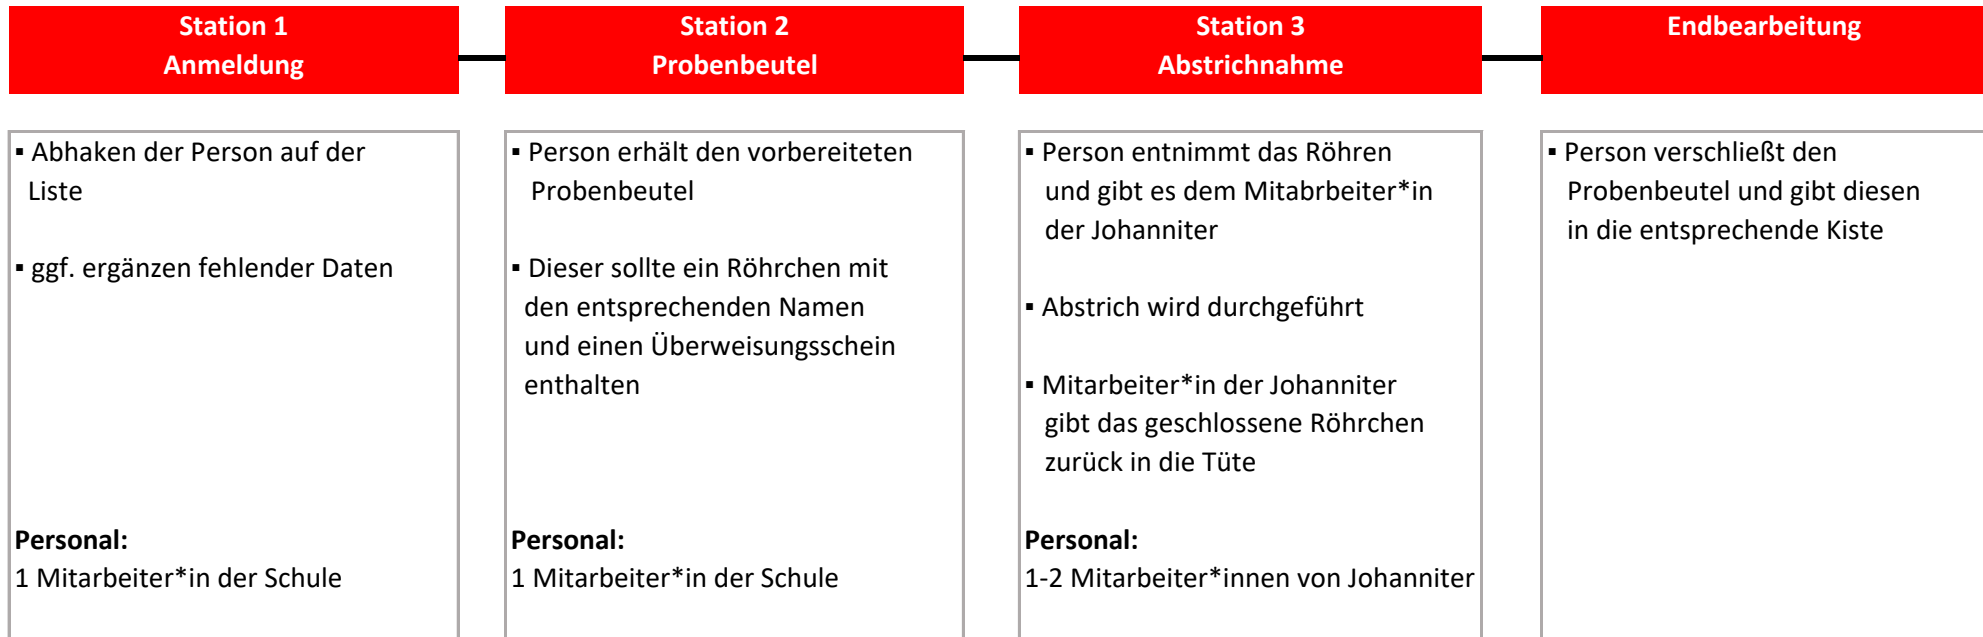 Station 1
Anmeldung
Station 2
Probenbeutel
Station 3
Abstrichnahme
Endbearbeitung
▪ Abhaken der Person auf der
Liste
▪ ggf. ergänzen fehlender Daten
Personal:
1 Mitarbeiter*in der Schule
▪ Person erhält den vorbereiteten
Probenbeutel
▪ Dieser sollte ein Röhrchen mit
den entsprechenden Namen
und einen Überweisungsschein
enthalten
Personal:
1 Mitarbeiter*in der Schule
▪ Person entnimmt das Röhren
und gibt es dem Mitabrbeiter*in
der Johanniter
▪ Abstrich wird durchgeführt
▪ Mitarbeiter*in der Johanniter
gibt das geschlossene Röhrchen
zurück in die Tüte
Personal:
1-2 Mitarbeiter*innen von Johanniter
▪ Person verschließt den
Probenbeutel und gibt diesen
in die entsprechende Kiste